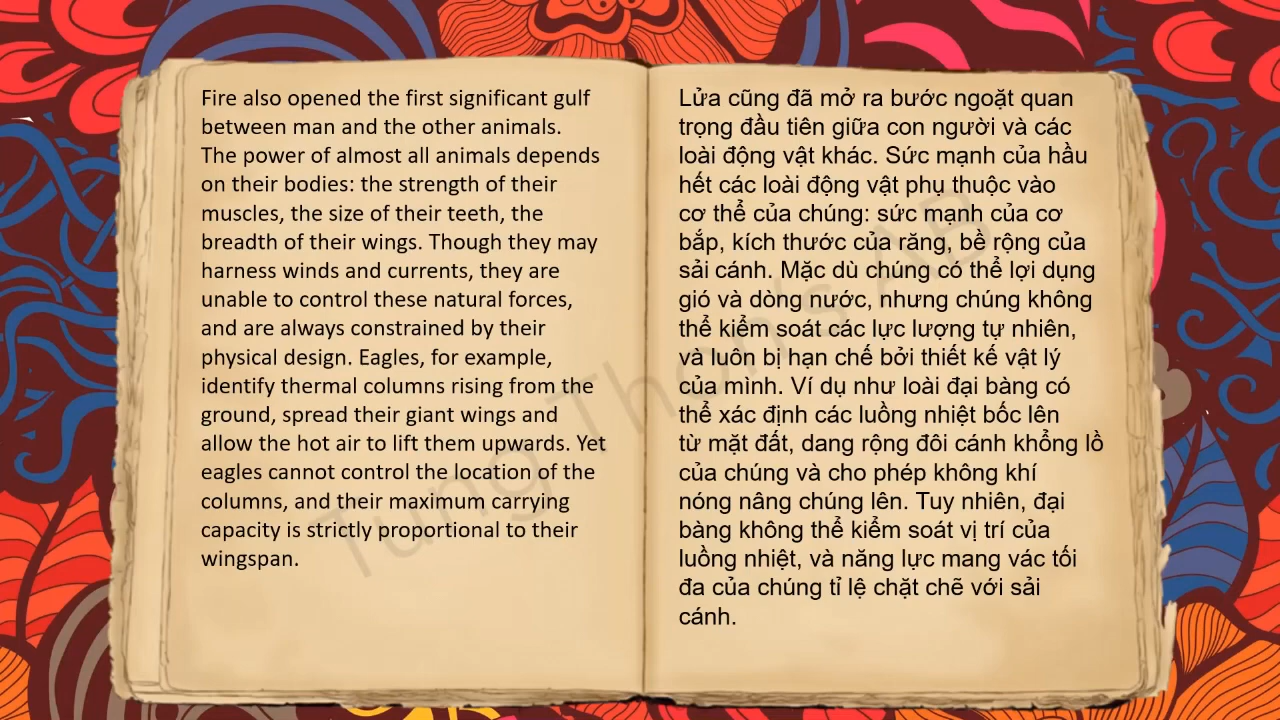 Fire also opened the first significant gulf
between man and the other animals.
The power of almost all animals depends
on their bodies: the strength of their
muscles, the size of their teeth, the
breadth of their wings. Though they may
harness winds and currents, they are
unable to control these natural forces,
and are always constrained by their
physical design. Eagles, for example,
identify thermal columns rising from the
ground, spread their giant wings and
allow the hot air to lift them upwards. Yet
eagles cannot control the location of the
columns, and their maximum carrying
capacity is strictly proportional to their
wingspan.
Lửa cũng đã mở ra bước ngoặt quan
trọng đầu tiên giữa con người và các
loài động vật khác. Sức mạnh của hầu
hết các loài động vật phụ thuộc vào
cơ thể của chúng: sức mạnh của cơ
bắp, kích thước của răng, bề rộng của
sải cánh. Mặc dù chúng có thể lợi dụng
gió và dòng nước, nhưng chúng không
thể kiểm soát các lực lượng tự nhiên,
và luôn bị hạn chế bởi thiết kế vật lý
của mình. Ví dụ như loài đại bàng có
thể xác định các luồng nhiệt bốc lên
từ mặt đất, dang rộng đôi cánh khổng lồ
của chúng và cho phép không khí
nóng nâng chúng lên. Tuy nhiên, đại
bàng không thể kiểm soát vị trí của
luồng nhiệt, và năng lực mang vác tối
đa của chúng tỉ lệ chặt chẽ với sải
cánh.
Tung Thon's AB